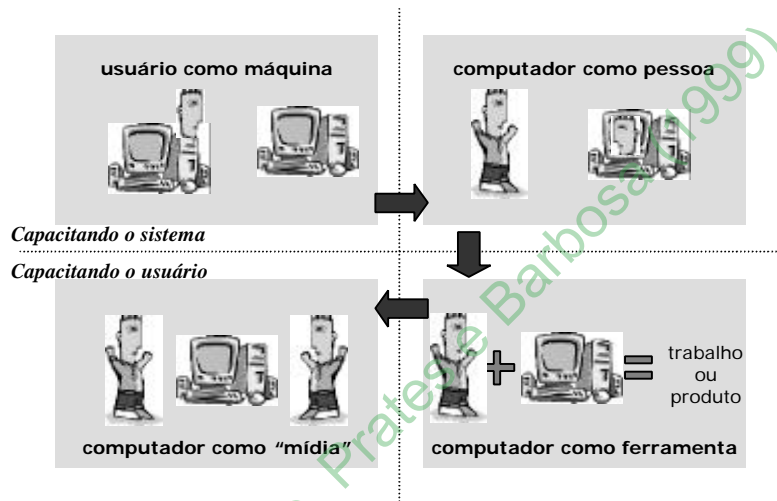 usuário como máquina
computador como pessoa
Capacitando o sistema
Capacitando o usuário
trabalho
ou
produto
computador como “mídia”
computador como ferramenta
Prates e Barbosa (1999)